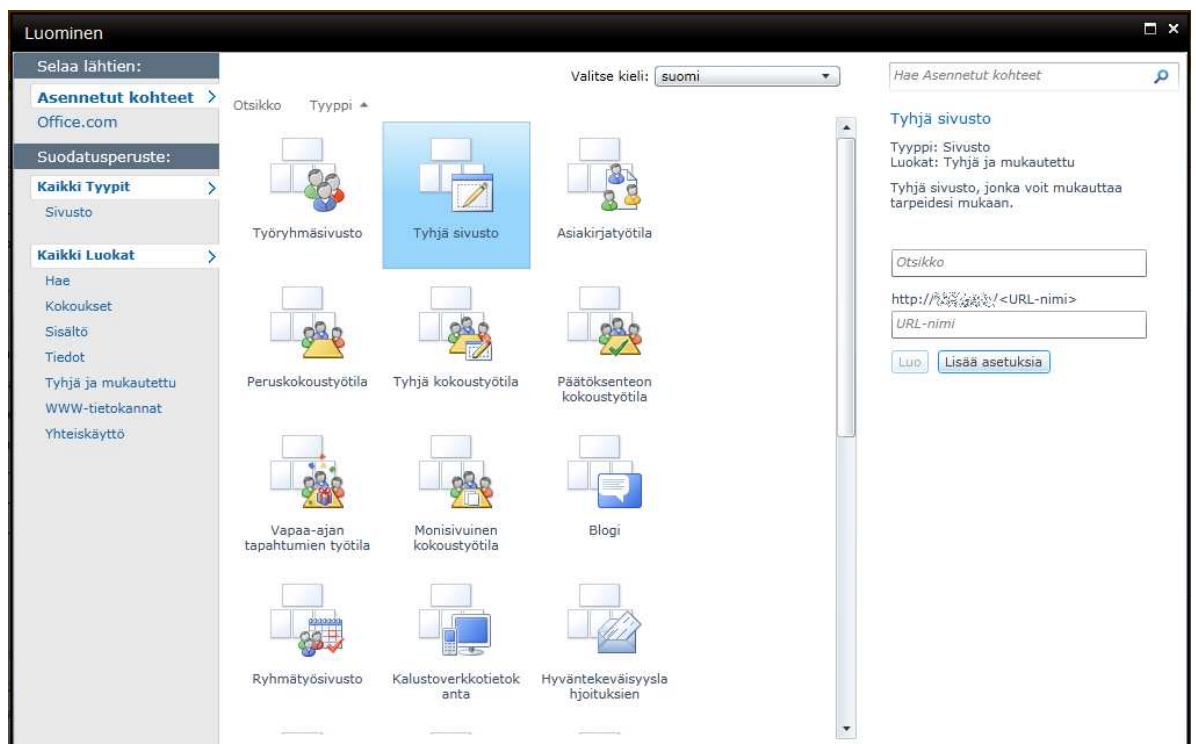 Luominen
Selaa lähtien:
Asennetut kohteet
Office.com
Suodatusperuste:
Kaikki Tyypit
Sivusto
Kaikki Luokat
Hae
Kokoukset
Sisältö
Tiedot
Tyhjä ja mukautettu
WWW-tietokannat
Yhteiskäyttö
Valitse kieli: suomi
Otsikko Tyyppi
Työryhmäsivusto
Tyhjä sivusto
Asiakirjatyötila
Peruskokoustyötila
Tyhjä kokoustyötila
Päätöksenteon
kokoustyötila
Vapaa-ajan
tapahtumien työtila
Monisivuinen
kokoustyötila
Blogi
Ryhmätyösivusto
Kalustoverkkotietok
anta
Hyväntekeväisyysla
hjoituksien
Hae Asennetut kohteet
Tyhjä sivusto
Tyyppi: Sivusto
Luokat: Tyhjä ja mukautettu
Tyhjä sivusto, jonka voit mukauttaa
tarpeidesi mukaan.
Otsikko
http:// /<URL-nimi>
URL-nimi
Luo Lisää asetuksia